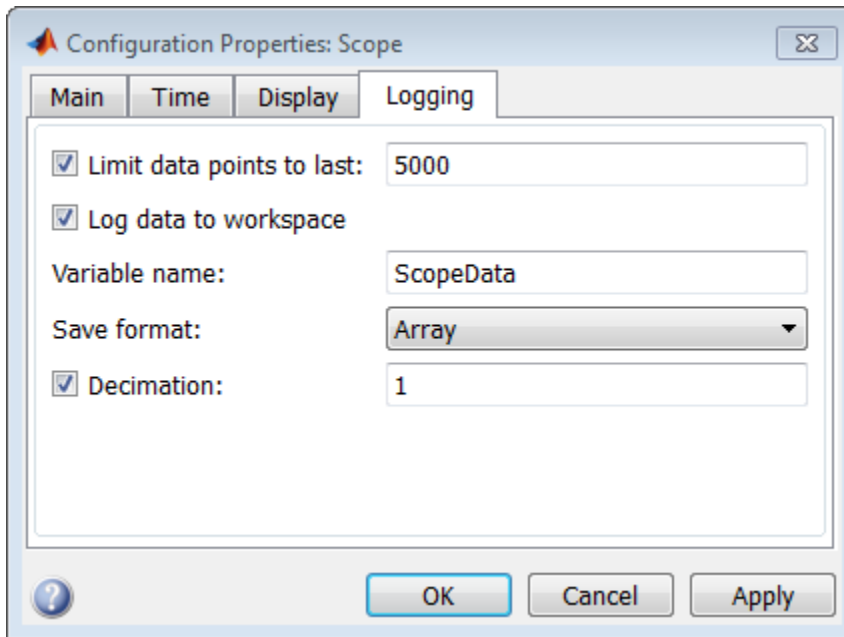 Configuration Properties: Scope
Main Time Display Logging
Limit data points to last: 5000
Log data to workspace
Variable name: ScopeData
Save format: Array
Decimation: 1
? OK Cancel Apply